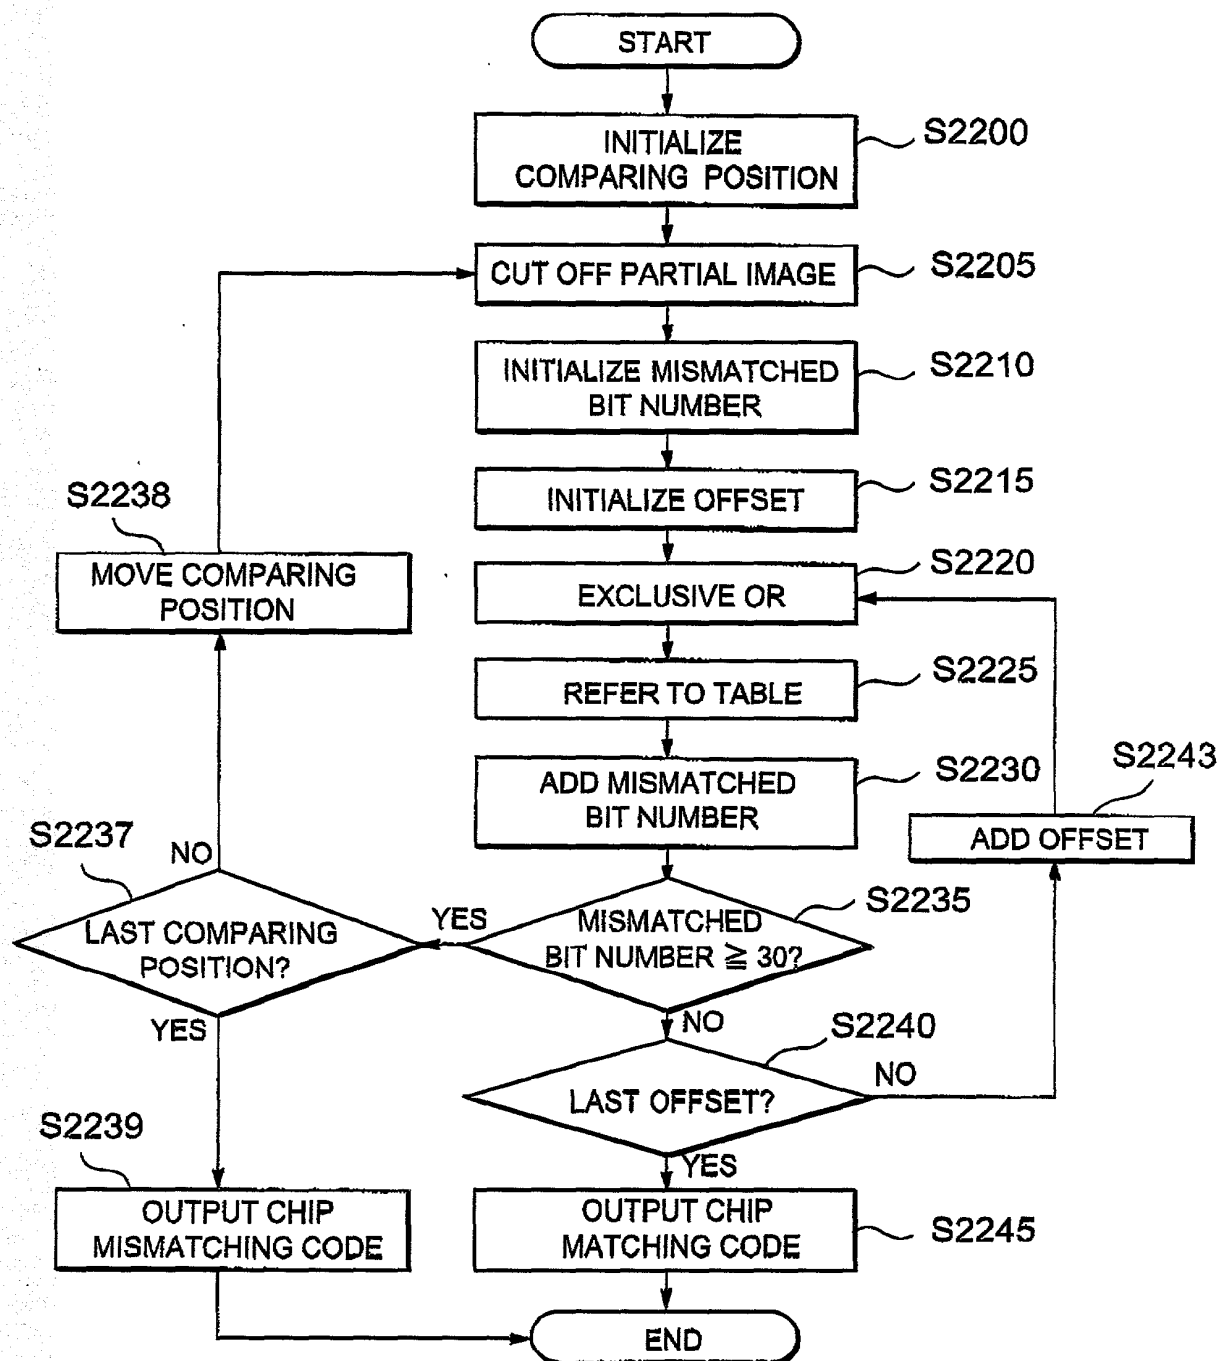 START
INITIALIZE
COMPARING POSITION
S2200
CUT OFF PARTIAL IMAGE
S2205
INITIALIZE MISMATCHED
BIT NUMBER
S2210
INITIALIZE OFFSET
S2215
S2238
MOVE COMPARING
POSITION
EXCLUSIVE OR
S2220
REFER TO TABLE
S2225
ADD MISMATCHED
BIT NUMBER
S2230
S2243
ADD OFFSET
S2237
NO
LAST COMPARING
POSITION?
YES
YES
MISMATCHED
BIT NUMBER ≧ 30?
S2235
NO
S2240
LAST OFFSET?
NO
YES
S2239
OUTPUT CHIP
MISMATCHING CODE
OUTPUT CHIP
MATCHING CODE
S2245
END